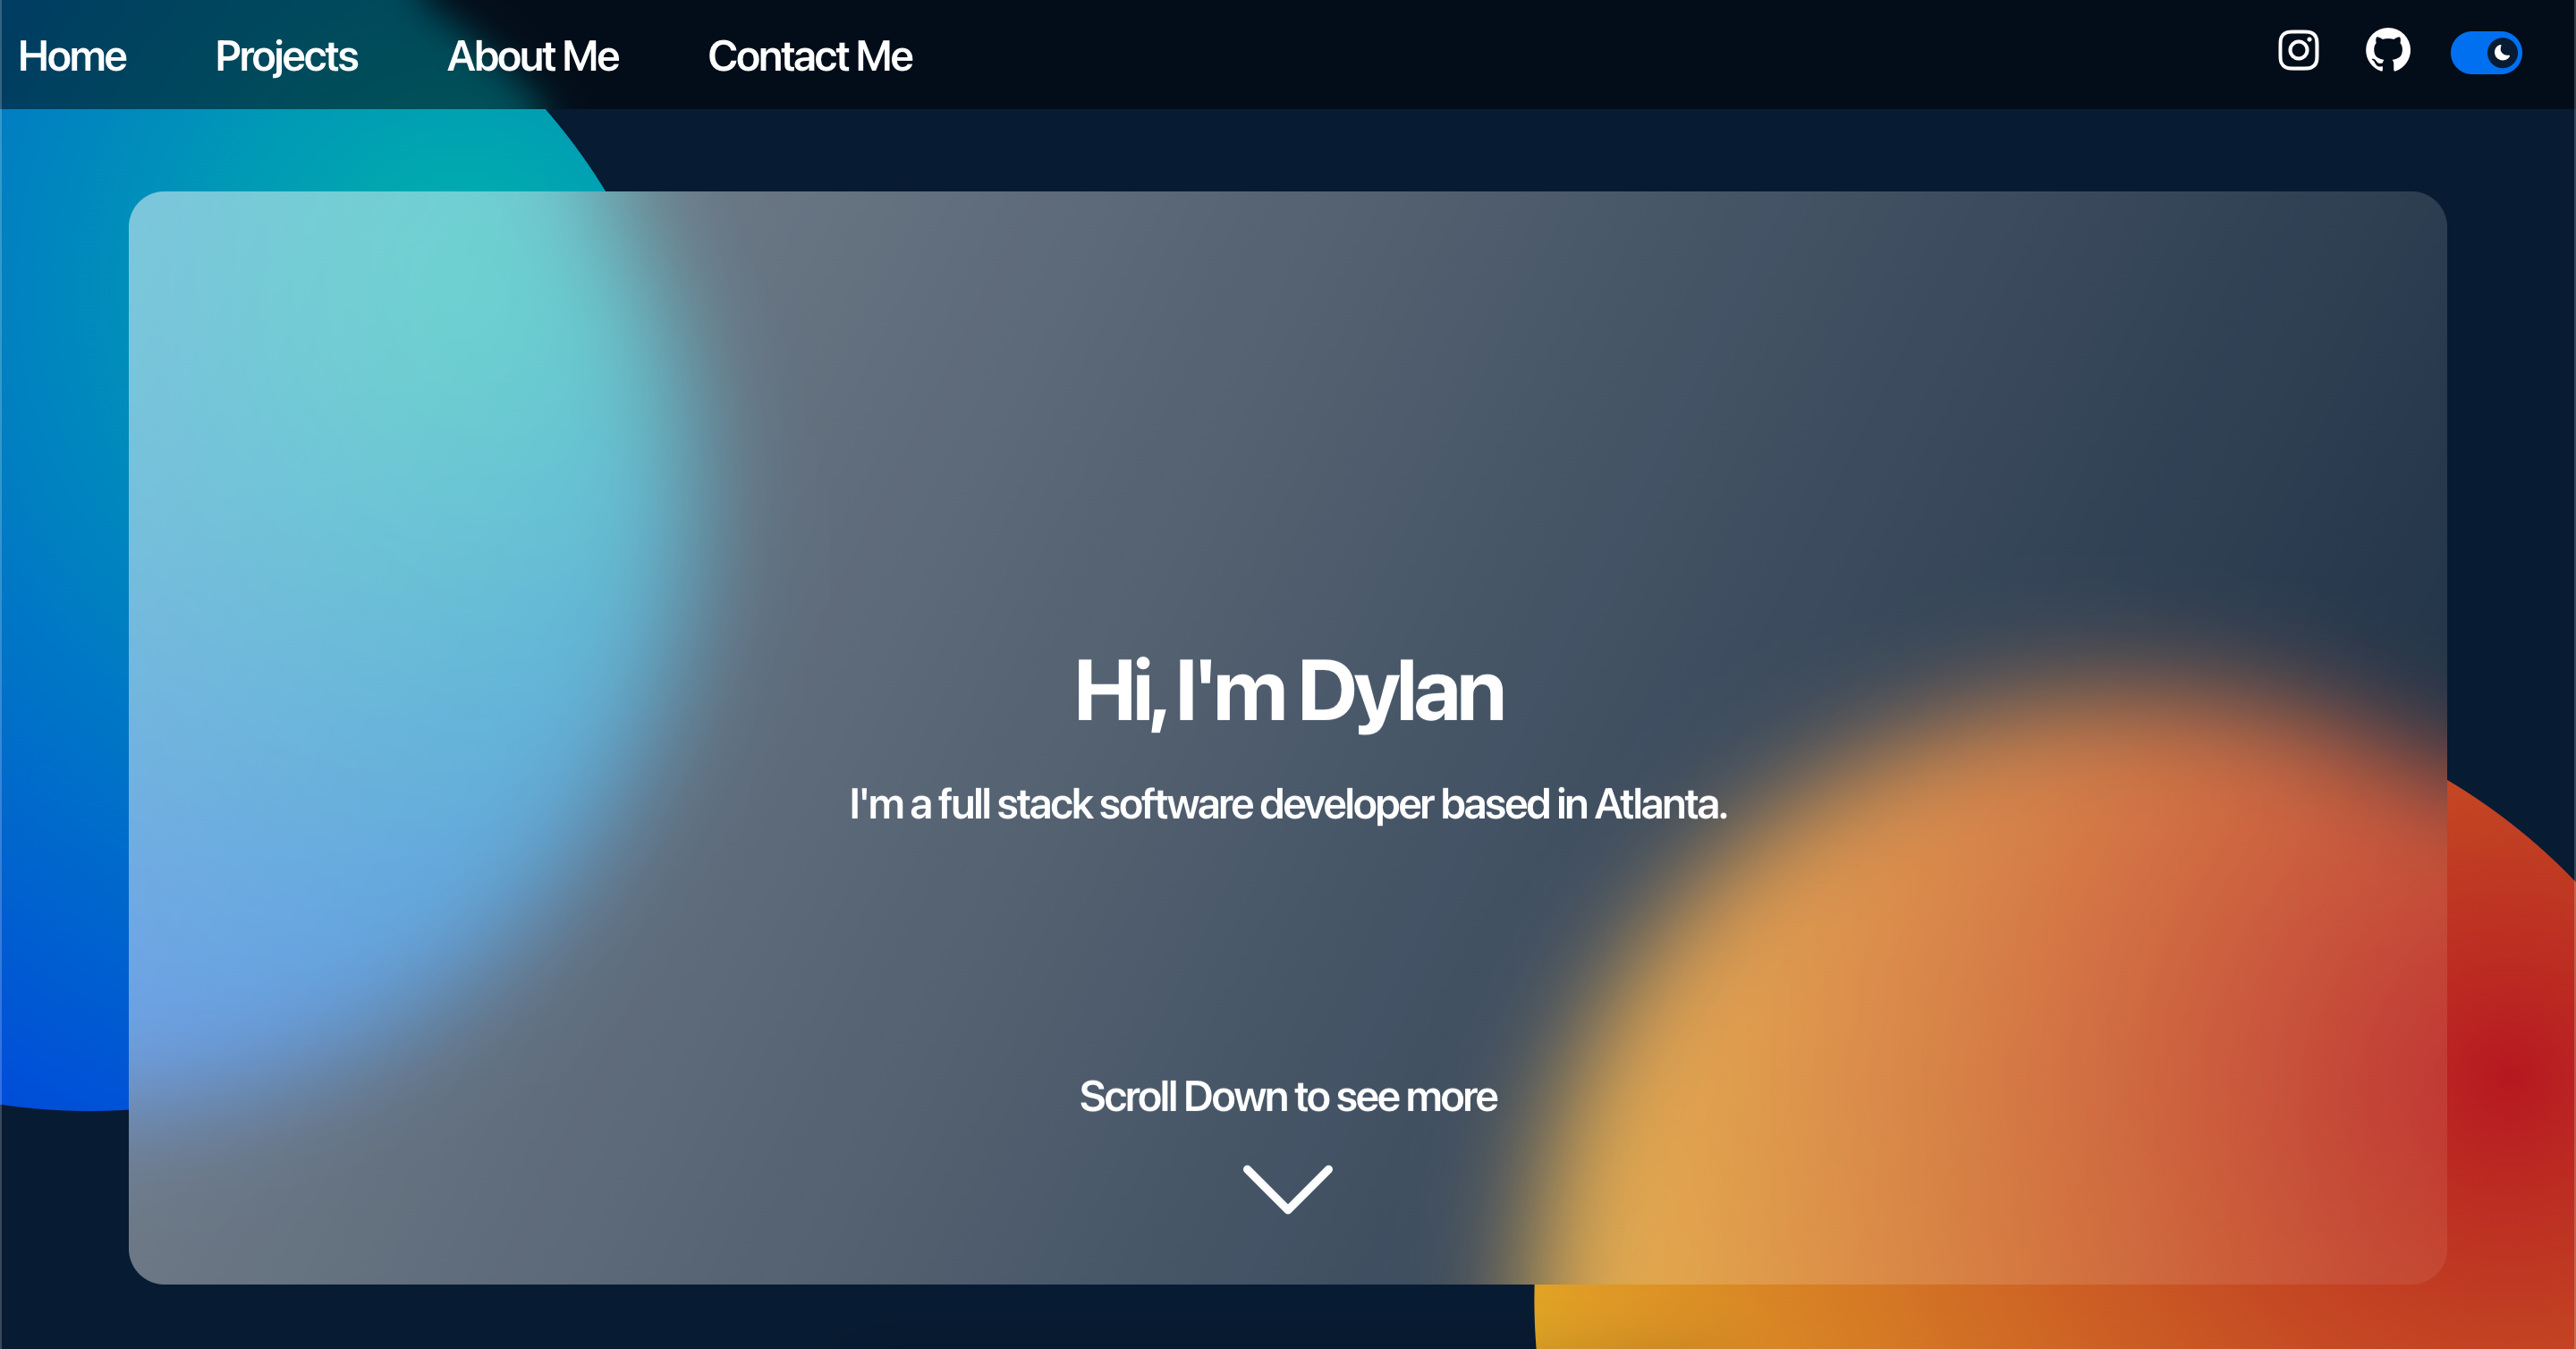 Home Projects About Me Contact Me
Hi, I'm Dylan
I'm a full stack software developer based in Atlanta.
Scroll Down to see more